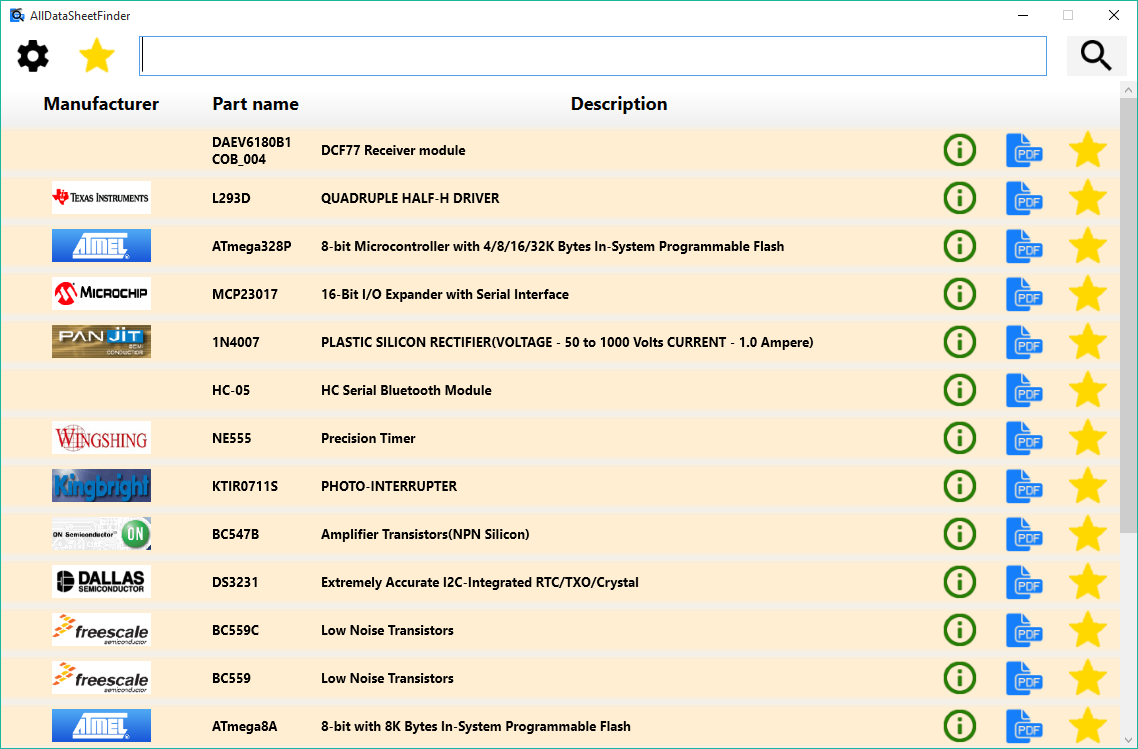 AllDataSheetFinder
Manufacturer Part name Description
DAEV6180B1
COB_004 DCF77 Receiver module PDF
TEXAS INSTRUMENTS L293D QUADRUPLE HALF-H DRIVER PDF
ATMEL ATmega328P 8-bit Microcontroller with 4/8/16/32K Bytes In-System Programmable Flash PDF
MICROCHIP MCP23017 16-Bit I/O Expander with Serial Interface PDF
PAN JIT SEMI CONDUCTOR 1N4007 PLASTIC SILICON RECTIFIER(VOLTAGE - 50 to 1000 Volts CURRENT - 1.0 Ampere) PDF
HC-05 HC Serial Bluetooth Module PDF
WINGSHING NE555 Precision Timer PDF
Kingbright KTIR0711S PHOTO-INTERRUPTER PDF
ON Semiconductor ON BC547B Amplifier Transistors(NPN Silicon) PDF
DALLAS SEMICONDUCTOR DS3231 Extremely Accurate I2C-Integrated RTC/TXO/Crystal PDF
freescale semiconductor BC559C Low Noise Transistors PDF
freescale semiconductor BC559 Low Noise Transistors PDF
ATMEL ATmega8A 8-bit with 8K Bytes In-System Programmable Flash PDF